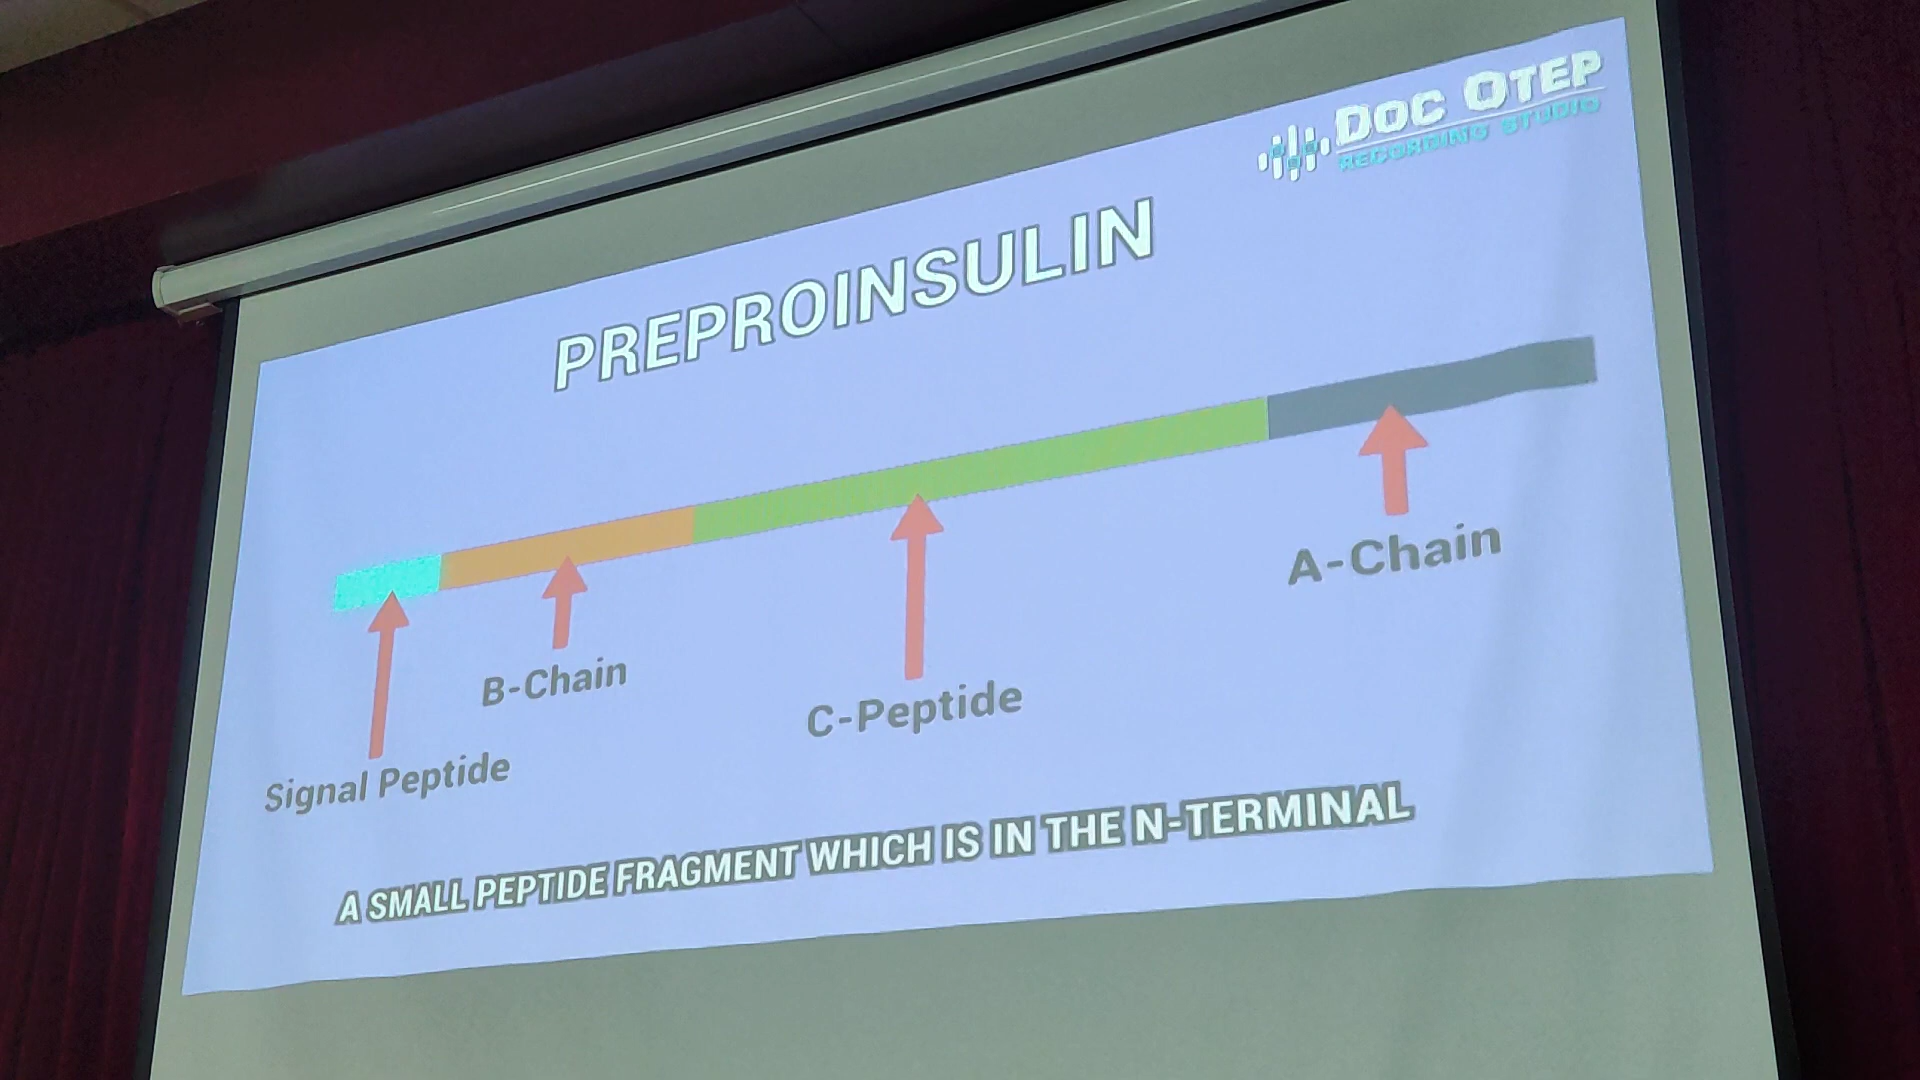 DOC OTEP
RECORDING STUDIO
PREPROINSULIN
A-Chain
B-Chain
C-Peptide
Signal Peptide
A SMALL PEPTIDE FRAGMENT WHICH IS IN THE N-TERMINAL